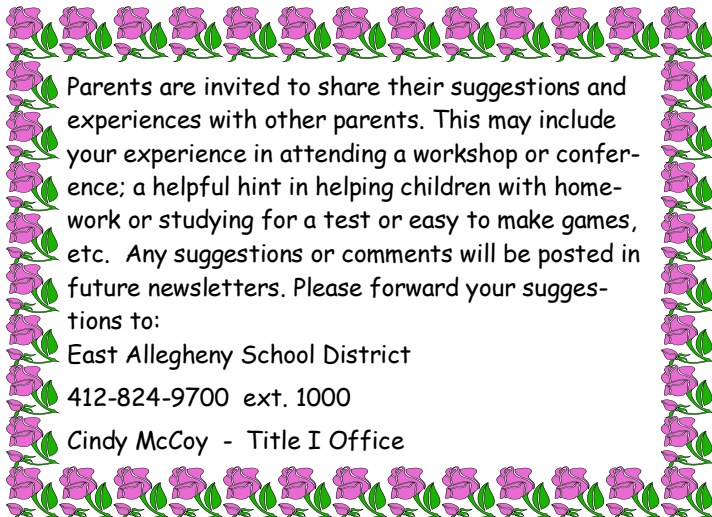 Parents are invited to share their suggestions and
experiences with other parents. This may include
your experience in attending a workshop or confer-
ence; a helpful hint in helping children with home-
work or studying for a test or easy to make games,
etc.  Any suggestions or comments will be posted in
future newsletters. Please forward your sugges-
tions to:
East Allegheny School District
412-824-9700  ext. 1000
Cindy McCoy  -  Title I Office